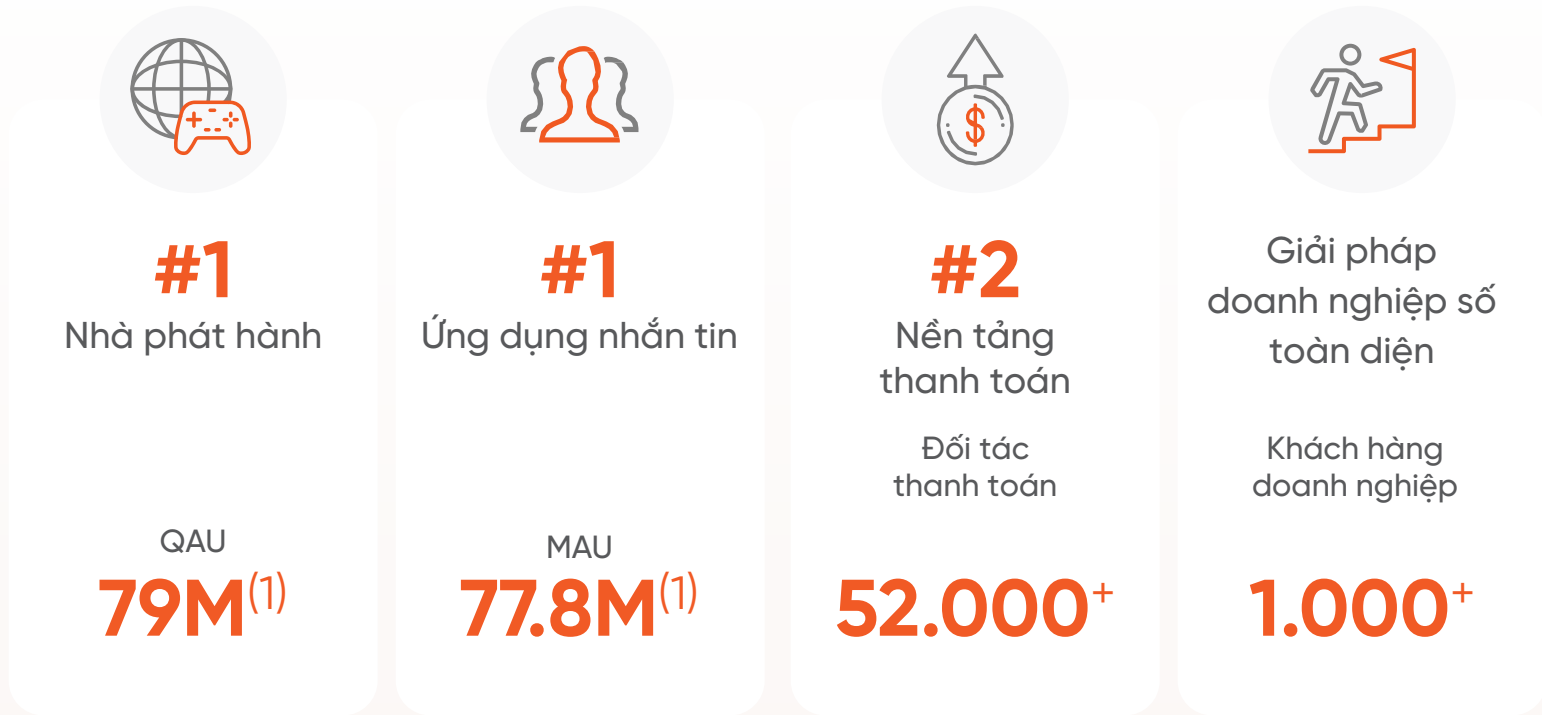 #1
Nhà phát hành
QAU
79M(1)
#1
Ứng dụng nhắn tin
MAU
77.8M(1)
#2
Nền tảng
thanh toán
Đối tác
thanh toán
52.000+
Giải pháp
doanh nghiệp số
toàn diện
Khách hàng
doanh nghiệp
1.000+